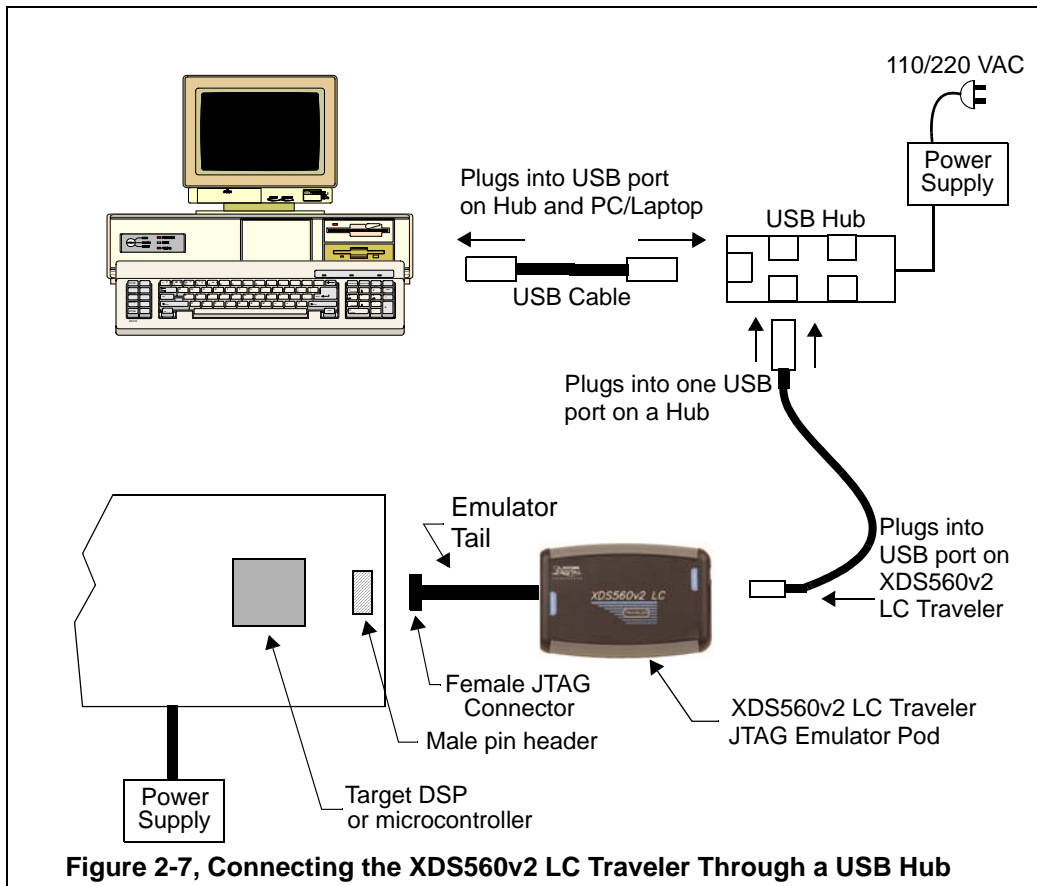 110/220 VAC
Power
Supply
Plugs into USB port
on Hub and PC/Laptop
USB Hub
USB Cable
Plugs into one USB
port on a Hub
Emulator
Tail
Plugs into
USB port on
XDS560v2
LC Traveler
XDS560v2 LC
TRAVELER
Female JTAG
Connector
XDS560v2 LC Traveler
JTAG Emulator Pod
Male pin header
Power
Supply
Target DSP
or microcontroller
Figure 2-7, Connecting the XDS560v2 LC Traveler Through a USB Hub